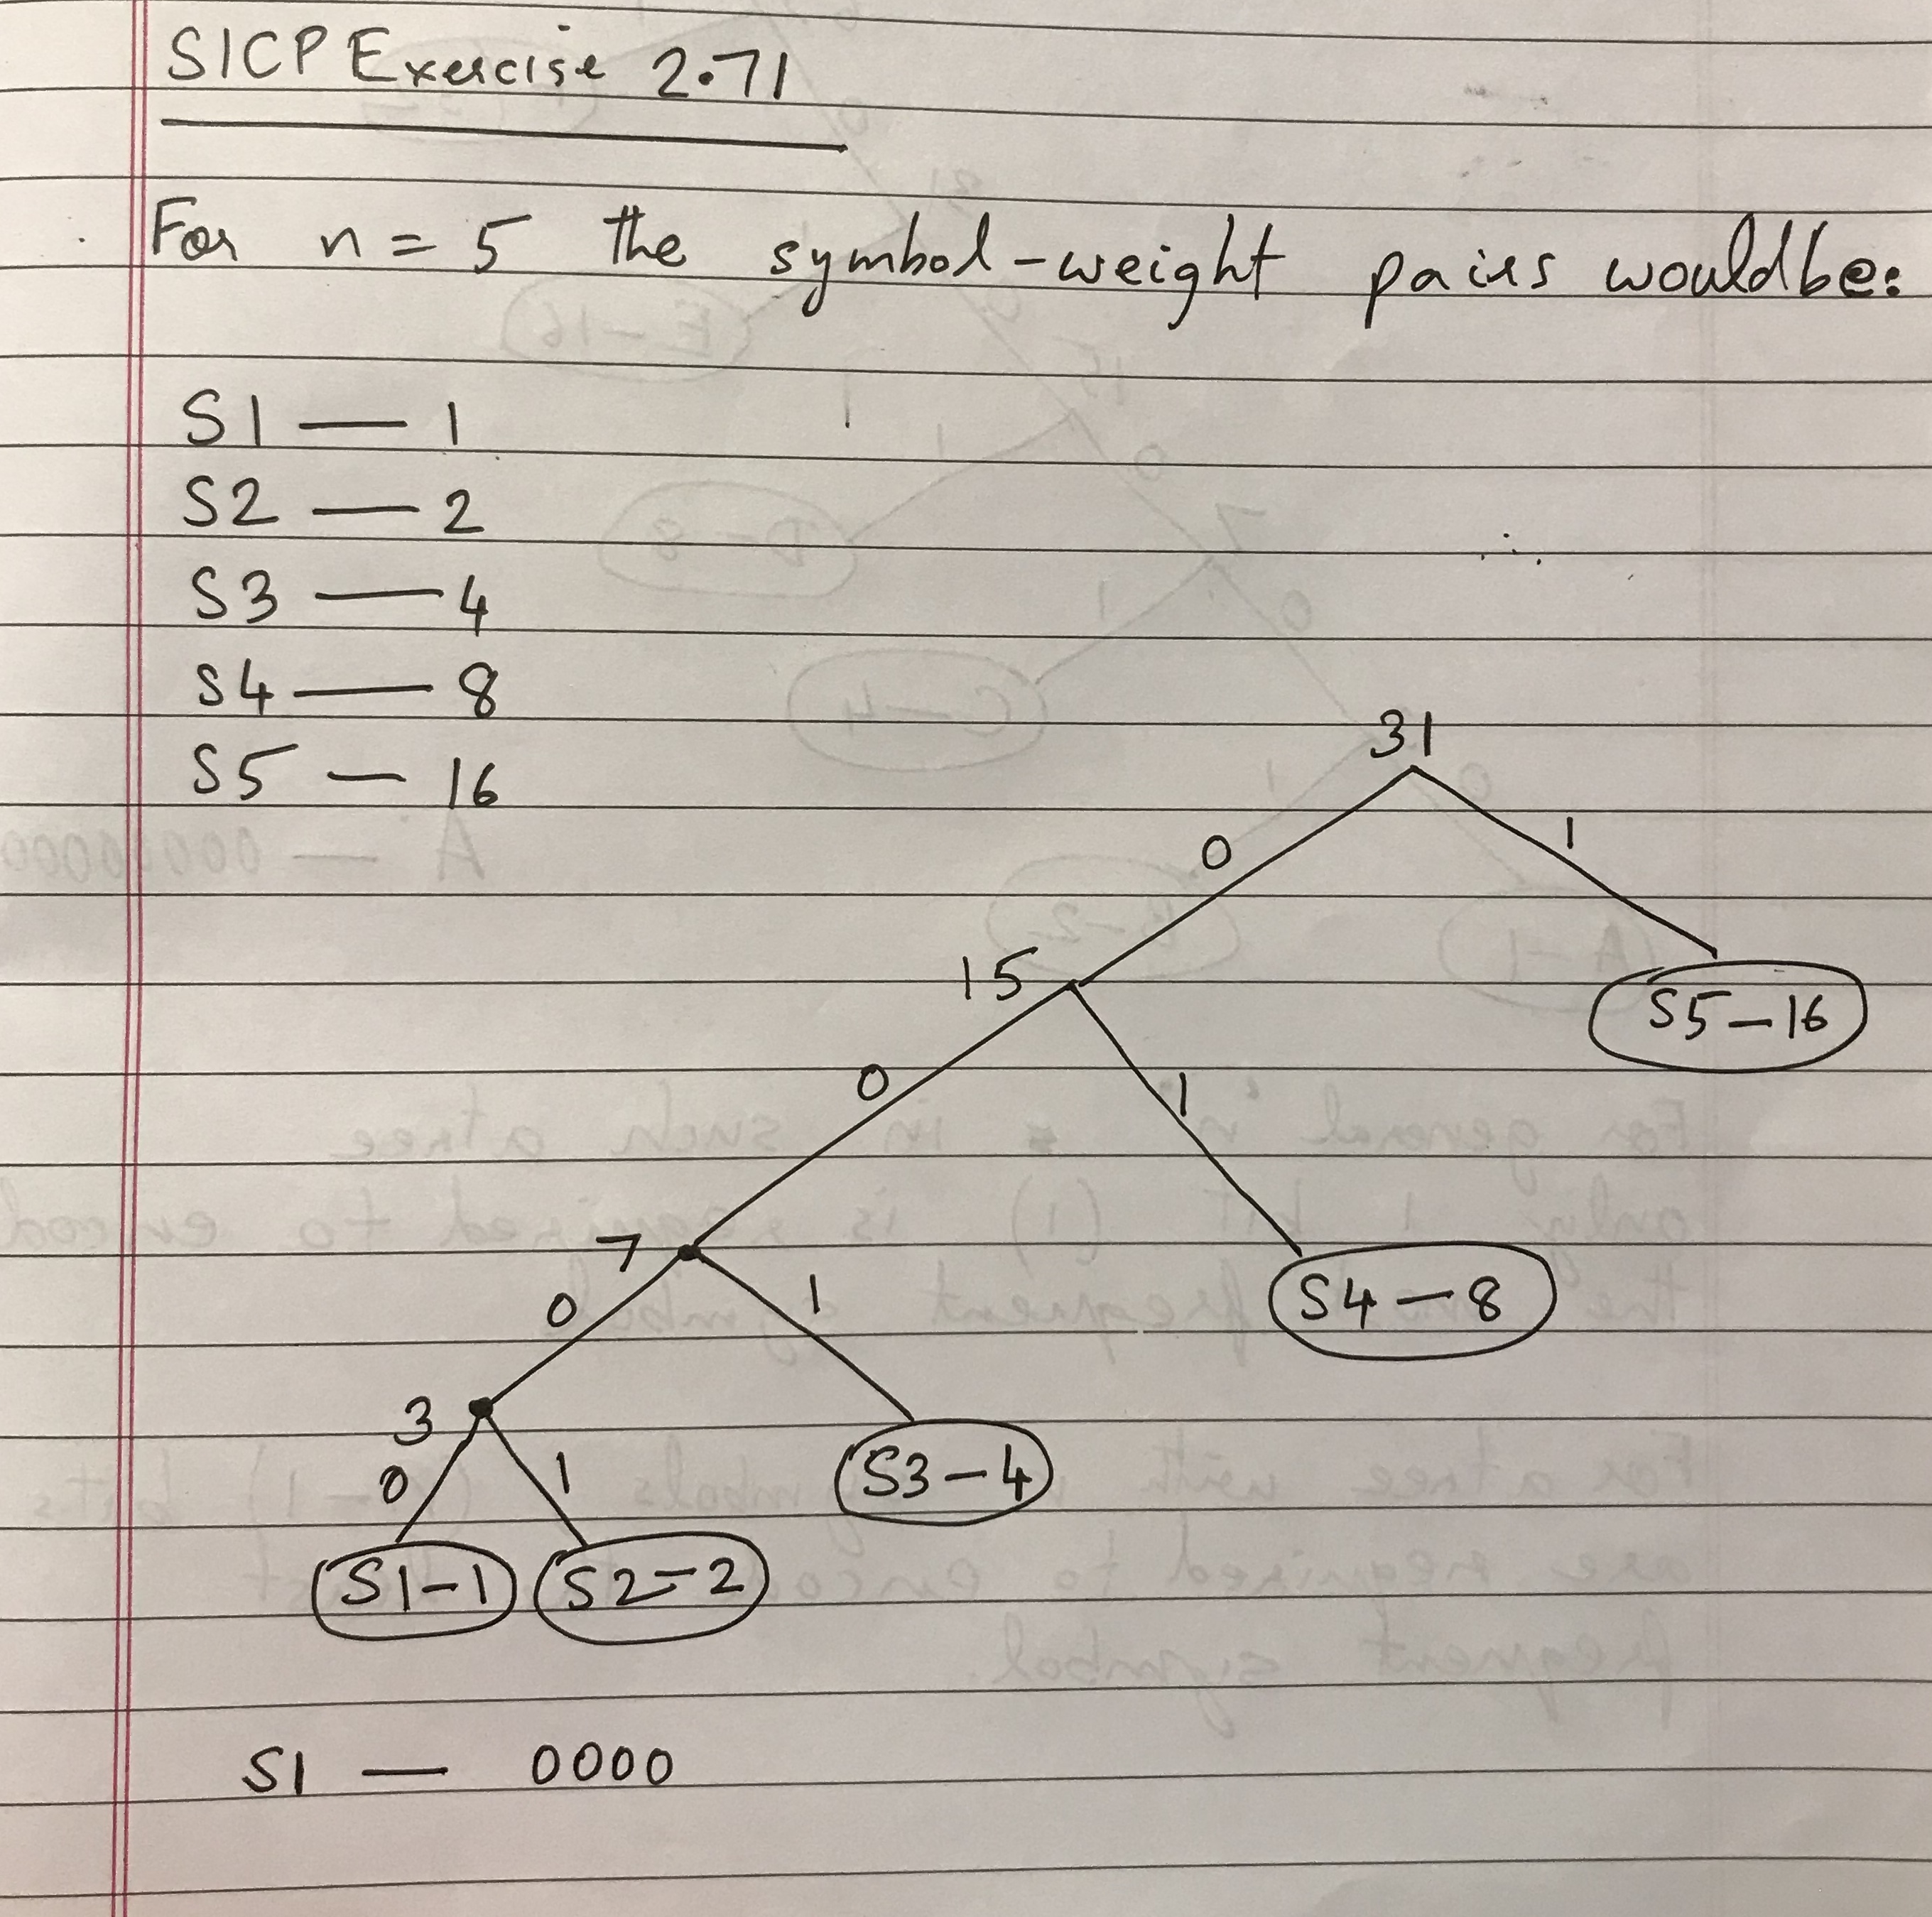 SICP Exercise 2.71
For n = 5 the symbol-weight pairs would be:
S1 — 1
S2 — 2
S3 — 4
S4 — 8
S5 — 16
31
0 1
15
S5 — 16
0 1
7
S4 — 8
0 1
3
S3 — 4
0 1
S1 — 1 S2 — 2
S1 — 0000